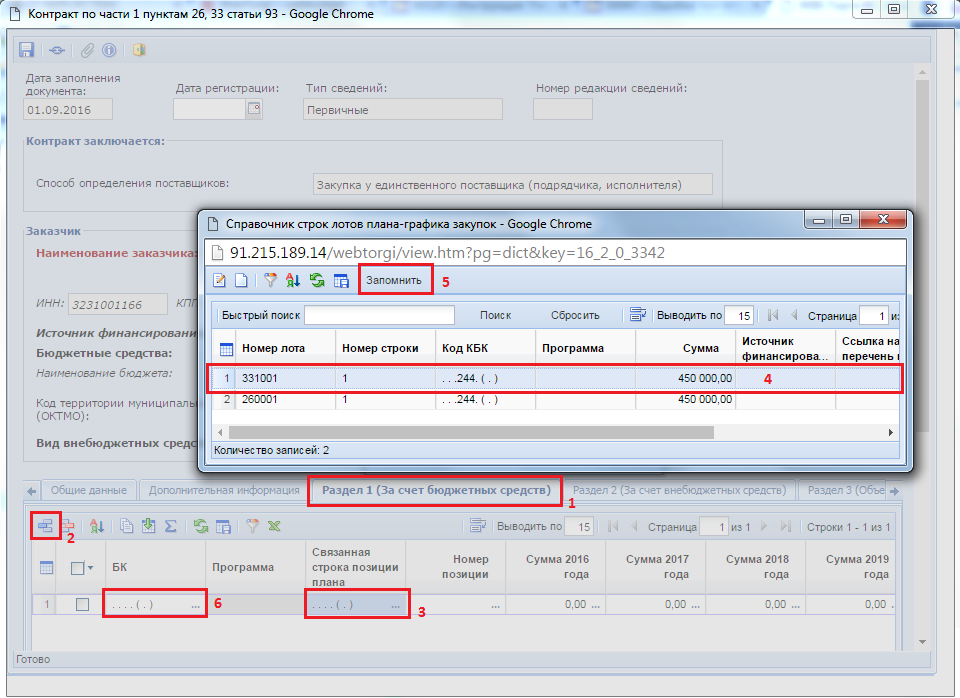 Контракт по части 1 пунктам 26, 33 статьи 93 - Google Chrome
Дата заполнения
документа:
01.09.2016
Дата регистрации:
Тип сведений:
Первичные
Номер редакции сведений:
Контракт заключается:
Способ определения поставщиков:
Закупка у единственного поставщика (подрядчика, исполнителя)
Заказчик
Наименование заказчика:
ИНН:
3231001166
КПП
Источник финансирован
Бюджетные средства:
Наименование бюджета:
Код территории муниципаль
(ОКТМО):
Вид внебюджетных средс
Справочник строк лотов плана-графика закупок - Google Chrome
91.215.189.14/webtorgi/view.htm?pg=dict&key=16_2_0_3342
Запомнить
5
Быстрый поиск
Поиск
Сбросить
Выводить по
15
Страница
1
из
Номер лота
Номер строки
Код КБК
Программа
Сумма
Источник
финансирова...
Ссылка на
перечень
1 331001 1 . . .244. ( . ) 450 000,00 4
2 260001 1 . . .244. ( . ) 450 000,00
Количество записей: 2
Общие данные
Дополнительная информация
Раздел 1 (За счет бюджетных средств)
1
Раздел 2 (За счет внебюджетных средств)
Раздел 3 (Объе
2
Выводить по
15
Страница
1
из 1
Строки 1 - 1 из 1
БК
Программа
Связанная
строка позиции
плана
Номер
позиции
Сумма 2016
года
Сумма 2017
года
Сумма 2018
года
Сумма 2019
года
1 . . . . ( . ) ... 6 . . . . ( . ) ... 3 ... 0,00 ... 0,00 ... 0,00 ... 0,00 .
Готово